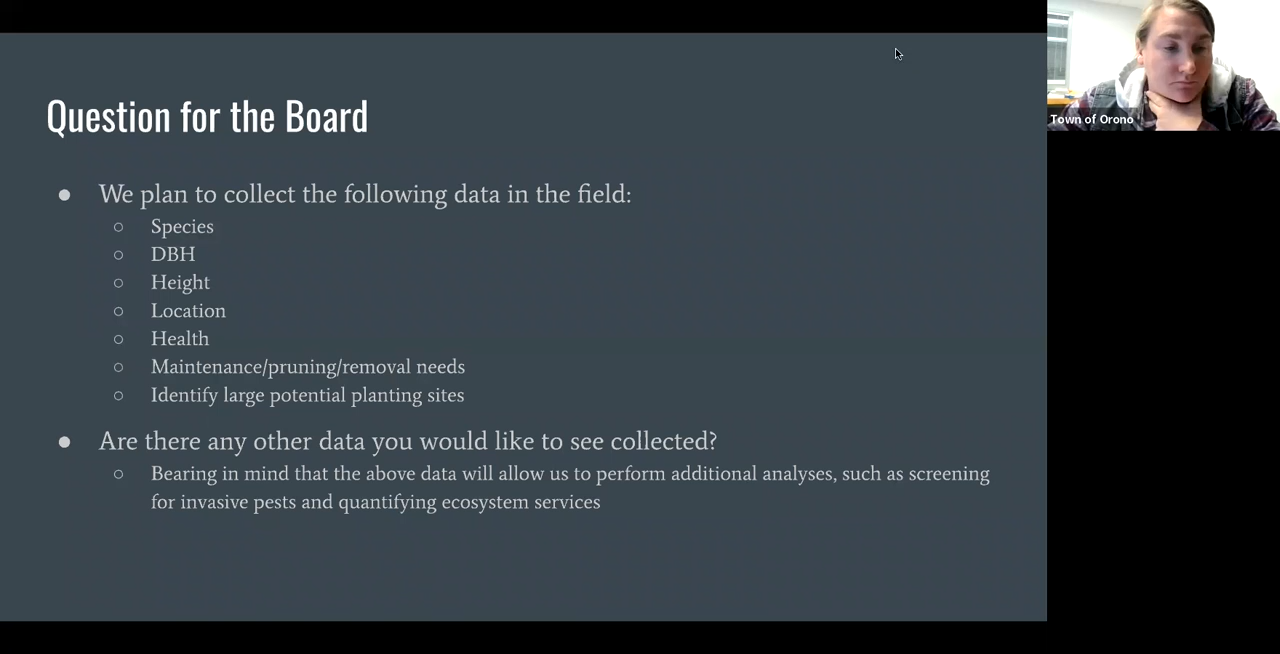 Question for the Board
Town of Orono
● We plan to collect the following data in the field:
○ Species
○ DBH
○ Height
○ Location
○ Health
○ Maintenance/pruning/removal needs
○ Identify large potential planting sites
● Are there any other data you would like to see collected?
○ Bearing in mind that the above data will allow us to perform additional analyses, such as screening
for invasive pests and quantifying ecosystem services